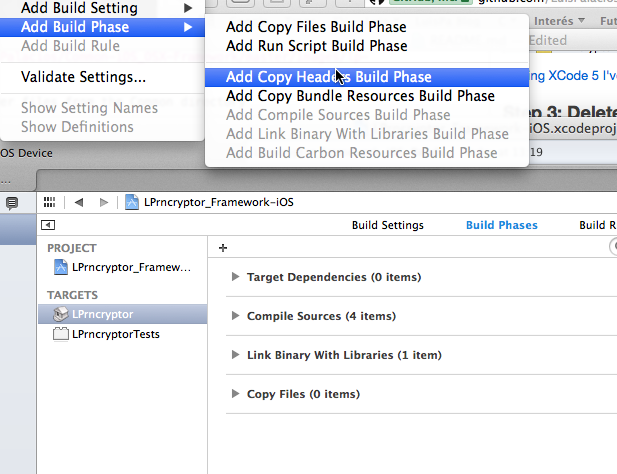 Add Build Setting
Add Build Phase
Add Build Rule
Validate Settings...
Show Setting Names
Show Definitions
Add Copy Files Build Phase
Add Run Script Build Phase
Add Copy Headers Build Phase
Add Copy Bundle Resources Build Phase
Add Compile Sources Build Phase
Add Link Binary With Libraries Build Phase
Add Build Carbon Resources Build Phase
Interés
Fut
Edited
ng XCode 5 I'v
Step 3: Delete
iOS.xcodeproj
19
OS Device
...
LPrncryptor_Framework-iOS
Build Settings
Build Phases
Build R
PROJECT
LPrncryptor_Framew...
TARGETS
LPrncryptor
LPrncryptorTests
Target Dependencies (0 items)
Compile Sources (4 items)
Link Binary With Libraries (1 item)
Copy Files (0 items)